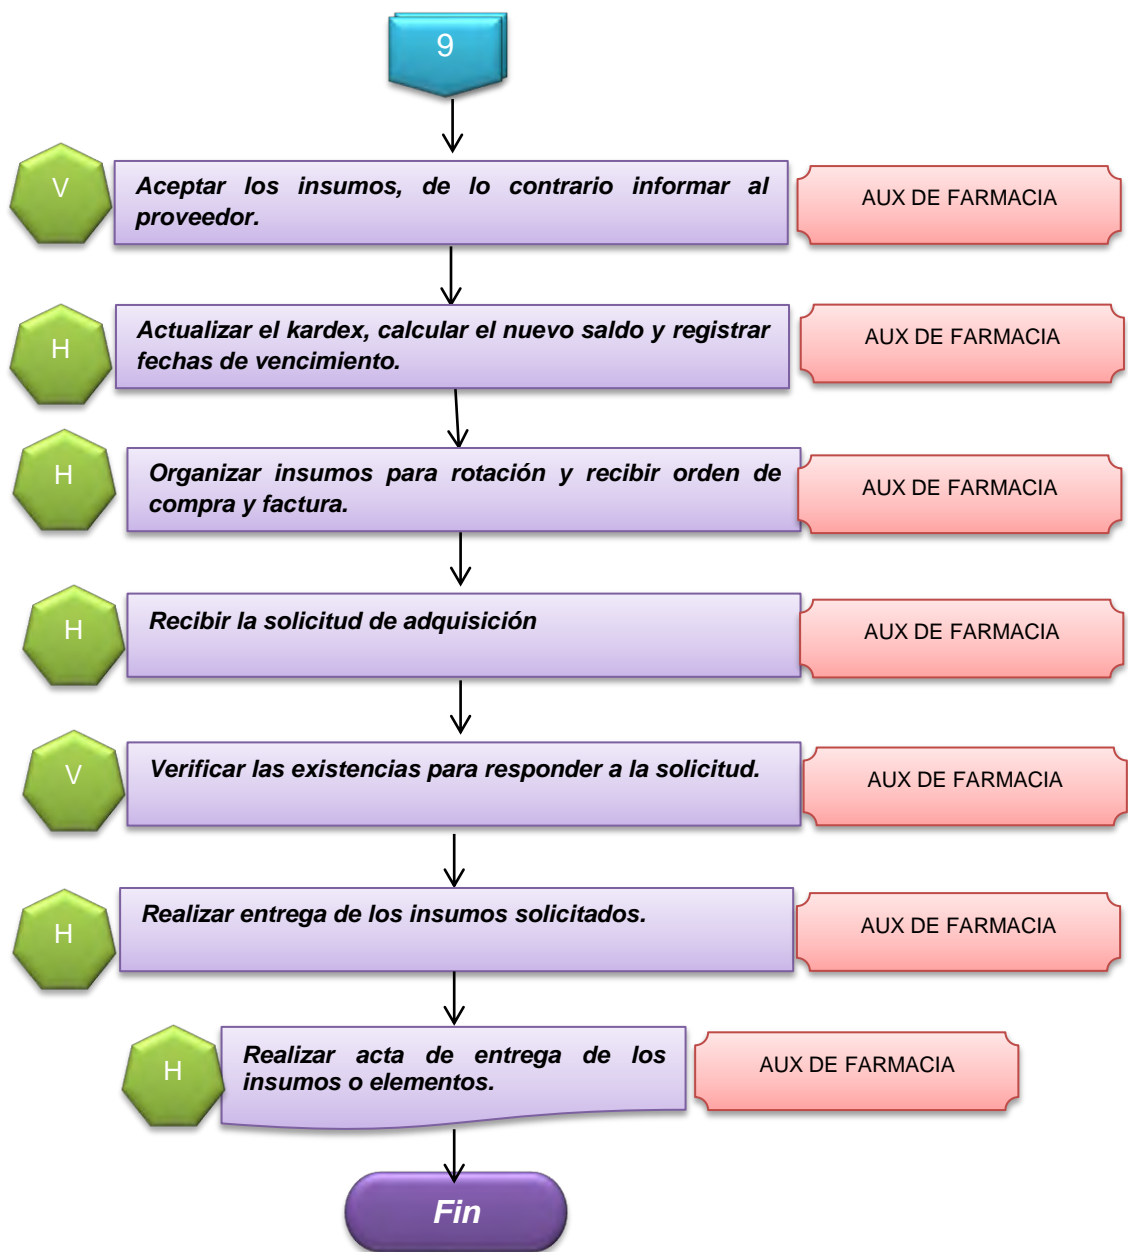 9
V
Aceptar los insumos, de lo contrario informar al
proveedor.
AUX DE FARMACIA
H
Actualizar el kardex, calcular el nuevo saldo y registrar
fechas de vencimiento.
AUX DE FARMACIA
H
Organizar insumos para rotación y recibir orden de
compra y factura.
AUX DE FARMACIA
H
Recibir la solicitud de adquisición
AUX DE FARMACIA
V
Verificar las existencias para responder a la solicitud.
AUX DE FARMACIA
H
Realizar entrega de los insumos solicitados.
AUX DE FARMACIA
H
Realizar acta de entrega de los
insumos o elementos.
AUX DE FARMACIA
Fin